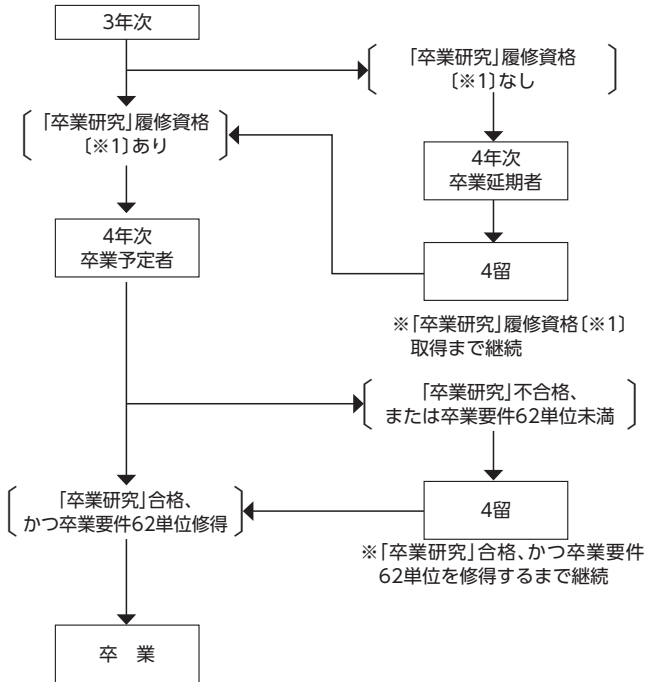 3年次
「卒業研究」履修資格
〔※1〕なし
「卒業研究」履修資格
〔※1〕あり
4年次
卒業延期者
4年次
卒業予定者
4留
※「卒業研究」履修資格〔※1〕
取得まで継続
「卒業研究」不合格、
または卒業要件62単位未満
「卒業研究」合格、
かつ卒業要件62単位修得
4留
※「卒業研究」合格、かつ卒業要件
62単位を修得するまで継続
卒　業